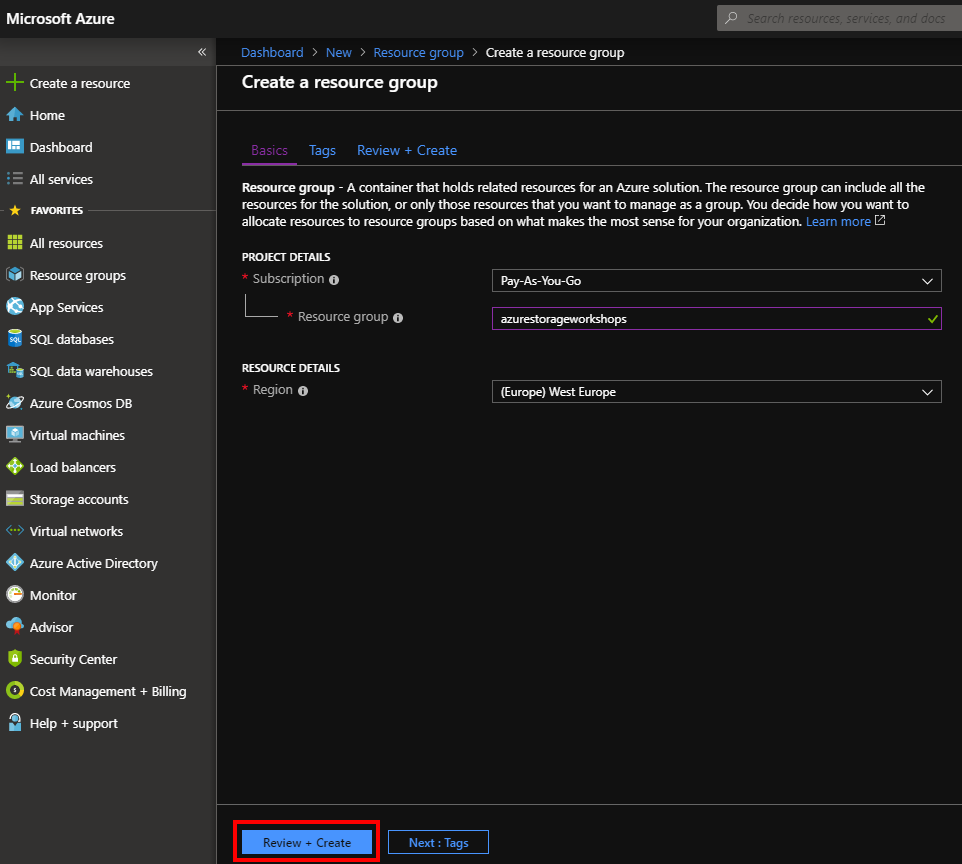 Microsoft Azure
Search resources, services, and docs
«
Dashboard > New > Resource group > Create a resource group
Create a resource
Home
Dashboard
All services
FAVORITES
All resources
Resource groups
App Services
SQL databases
SQL data warehouses
Azure Cosmos DB
Virtual machines
Load balancers
Storage accounts
Virtual networks
Azure Active Directory
Monitor
Advisor
Security Center
Cost Management + Billing
Help + support
Create a resource group
Basics Tags Review + Create
Resource group - A container that holds related resources for an Azure solution. The resource group can include all the
resources for the solution, or only those resources that you want to manage as a group. You decide how you want to
allocate resources to resource groups based on what makes the most sense for your organization. Learn more
PROJECT DETAILS
* Subscription Pay-As-You-Go
* Resource group azurestorageworkshops
RESOURCE DETAILS
* Region (Europe) West Europe
Review + Create Next : Tags